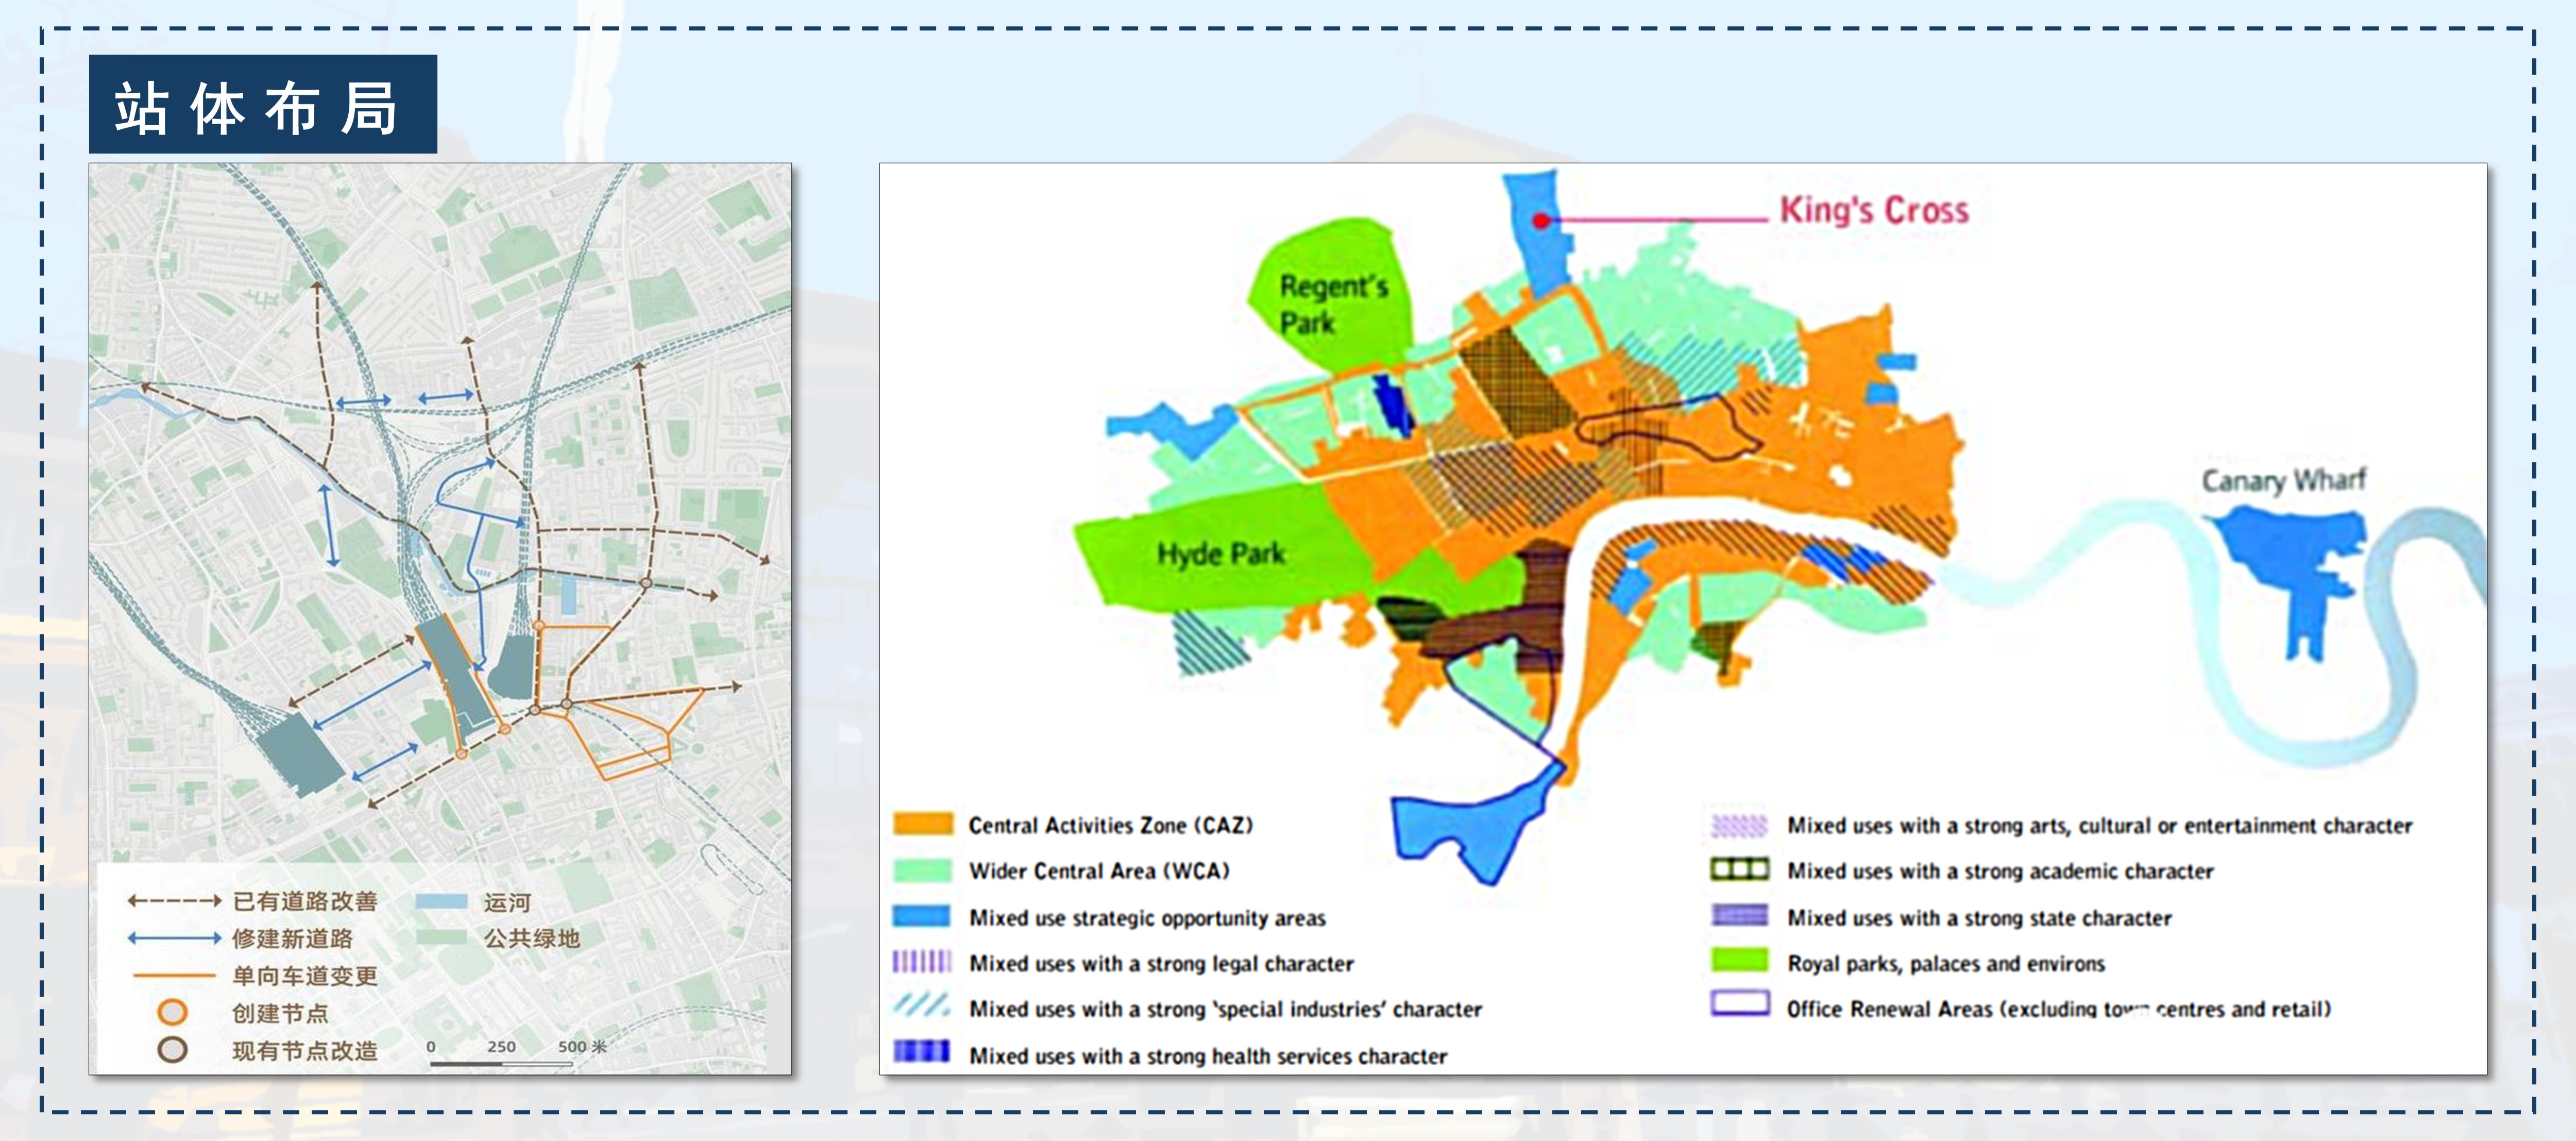 站体布局
已有道路改善
修建新道路
单向车道变更
创建节点
现有节点改造
运河
公共绿地
0 250 500 米
King's Cross
Regent's
Park
Hyde Park
Canary Wharf
Central Activities Zone (CAZ)
Wider Central Area (WCA)
Mixed use strategic opportunity areas
Mixed uses with a strong legal character
Mixed uses with a strong 'special industries' character
Mixed uses with a strong health services character
Mixed uses with a strong arts, cultural or entertainment character
Mixed uses with a strong academic character
Mixed uses with a strong state character
Royal parks, palaces and environs
Office Renewal Areas (excluding town centres and retail)